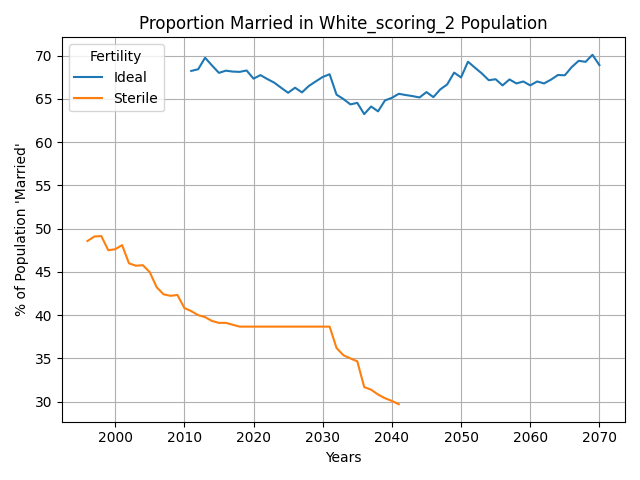 Proportion Married in White_scoring_2 Population
Fertility
Ideal
Sterile
% of Population 'Married'
70
65
60
55
50
45
40
35
30
2000 2010 2020 2030 2040 2050 2060 2070
Years